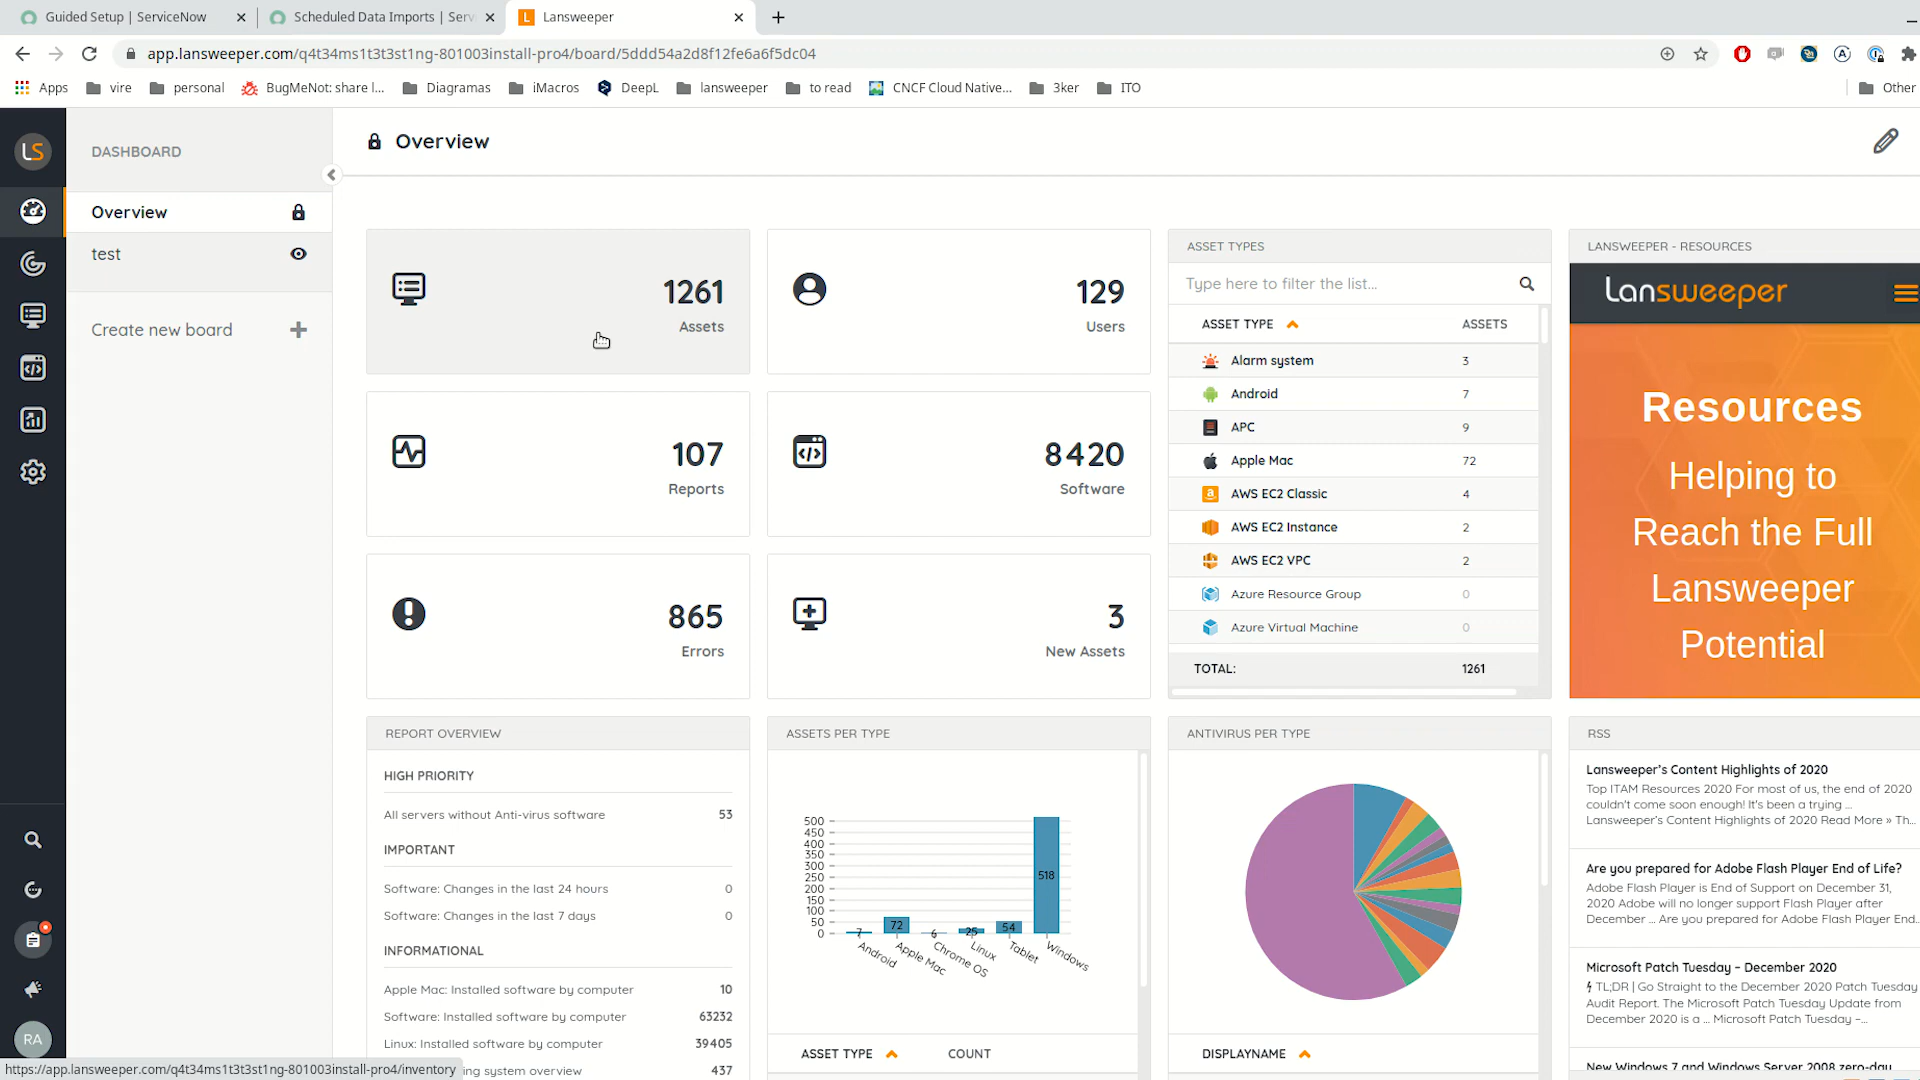 Guided Setup | ServiceNow
Scheduled Data Imports | Serv
Lansweeper
app.lansweeper.com/q4t34ms1t3t3st1ng-801003install-pro4/board/5ddd54a2d8f12fe6a6f5dc04
Apps
vire
personal
BugMeNot: share l...
Diagramas
iMacros
DeepL
lansweeper
to read
CNCF Cloud Native...
3ker
ITO
Other
LS
DASHBOARD
Overview
test
Create new board
RA
Overview
1261
Assets
129
Users
107
Reports
8420
Software
865
Errors
3
New Assets
ASSET TYPES
Type here to filter the list...
ASSET TYPE ASSETS
Alarm system 3
Android 7
APC 9
Apple Mac 72
AWS EC2 Classic 4
AWS EC2 Instance 2
AWS EC2 VPC 2
Azure Resource Group 0
Azure Virtual Machine 0
TOTAL: 1261
LANSWEEPER - RESOURCES
Lansweeper
Resources
Helping to
Reach the Full
Lansweeper
Potential
REPORT OVERVIEW
HIGH PRIORITY
All servers without Anti-virus software 53
IMPORTANT
Software: Changes in the last 24 hours 0
Software: Changes in the last 7 days 0
INFORMATIONAL
Apple Mac: Installed software by computer 10
Software: Installed software by computer 63232
Linux: Installed software by computer 39405
ing system overview 437
ASSETS PER TYPE
500
450
400
350
300
250
200
150
100
50
0
7
72
6
25
54
518
Android
Apple Mac
Chrome OS
Linux
Tablet
Windows
ASSET TYPE COUNT
ANTIVIRUS PER TYPE
DISPLAYNAME
RSS
Lansweeper's Content Highlights of 2020
Top ITAM Resources 2020 For most of us, the end of 2020
couldn't come soon enough! It's been a trying ...
Lansweeper's Content Highlights of 2020 Read More » Th...
Are you prepared for Adobe Flash Player End of Life?
Adobe Flash Player is End of Support on December 31,
2020 Adobe will no longer support Flash Player after
December ... Are you prepared for Adobe Flash Player End...
Microsoft Patch Tuesday – December 2020
TL;DR | Go Straight to the December 2020 Patch Tuesday
Audit Report. The Microsoft Patch Tuesday Update from
December 2020 is a ... Microsoft Patch Tuesday –...
New Windows 7 and Windows Server 2008 zero-day
https://app.lansweeper.com/q4t34ms1t3t3st1ng-801003install-pro4/inventory